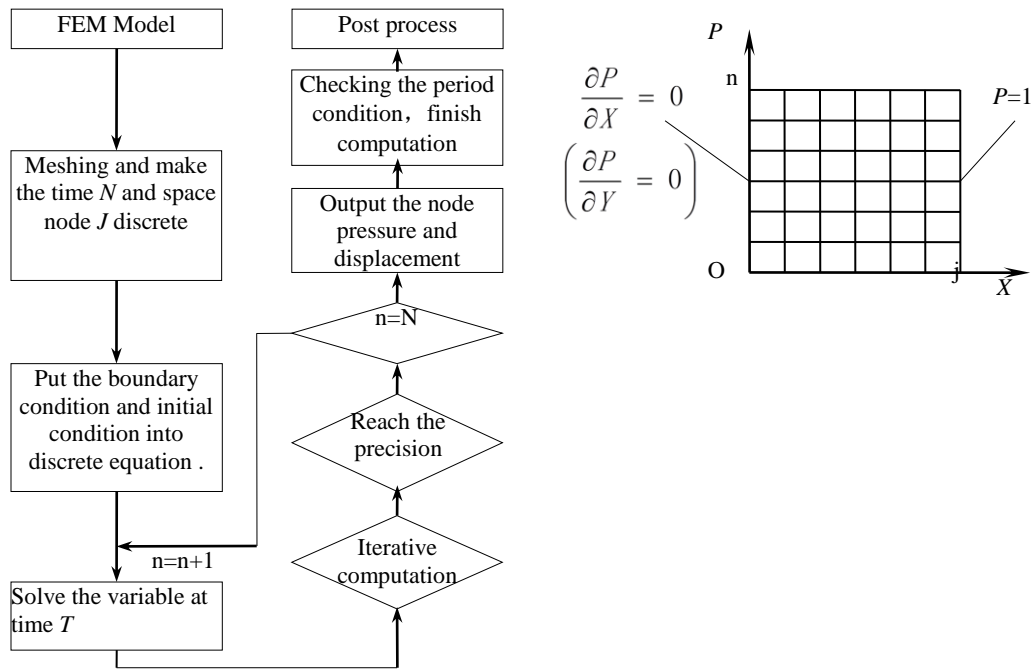 FEM Model
Meshing and make
the time N and space
node J discrete
Put the boundary
condition and initial
condition into
discrete equation .
n=n+1
Solve the variable at
time T
Post process
Checking the period
condition，finish
computation
Output the node
pressure and
displacement
n=N
Reach the
precision
Iterative
computation
P
n
∂P/∂X = 0
(∂P/∂Y = 0)
P=1
O
j
X